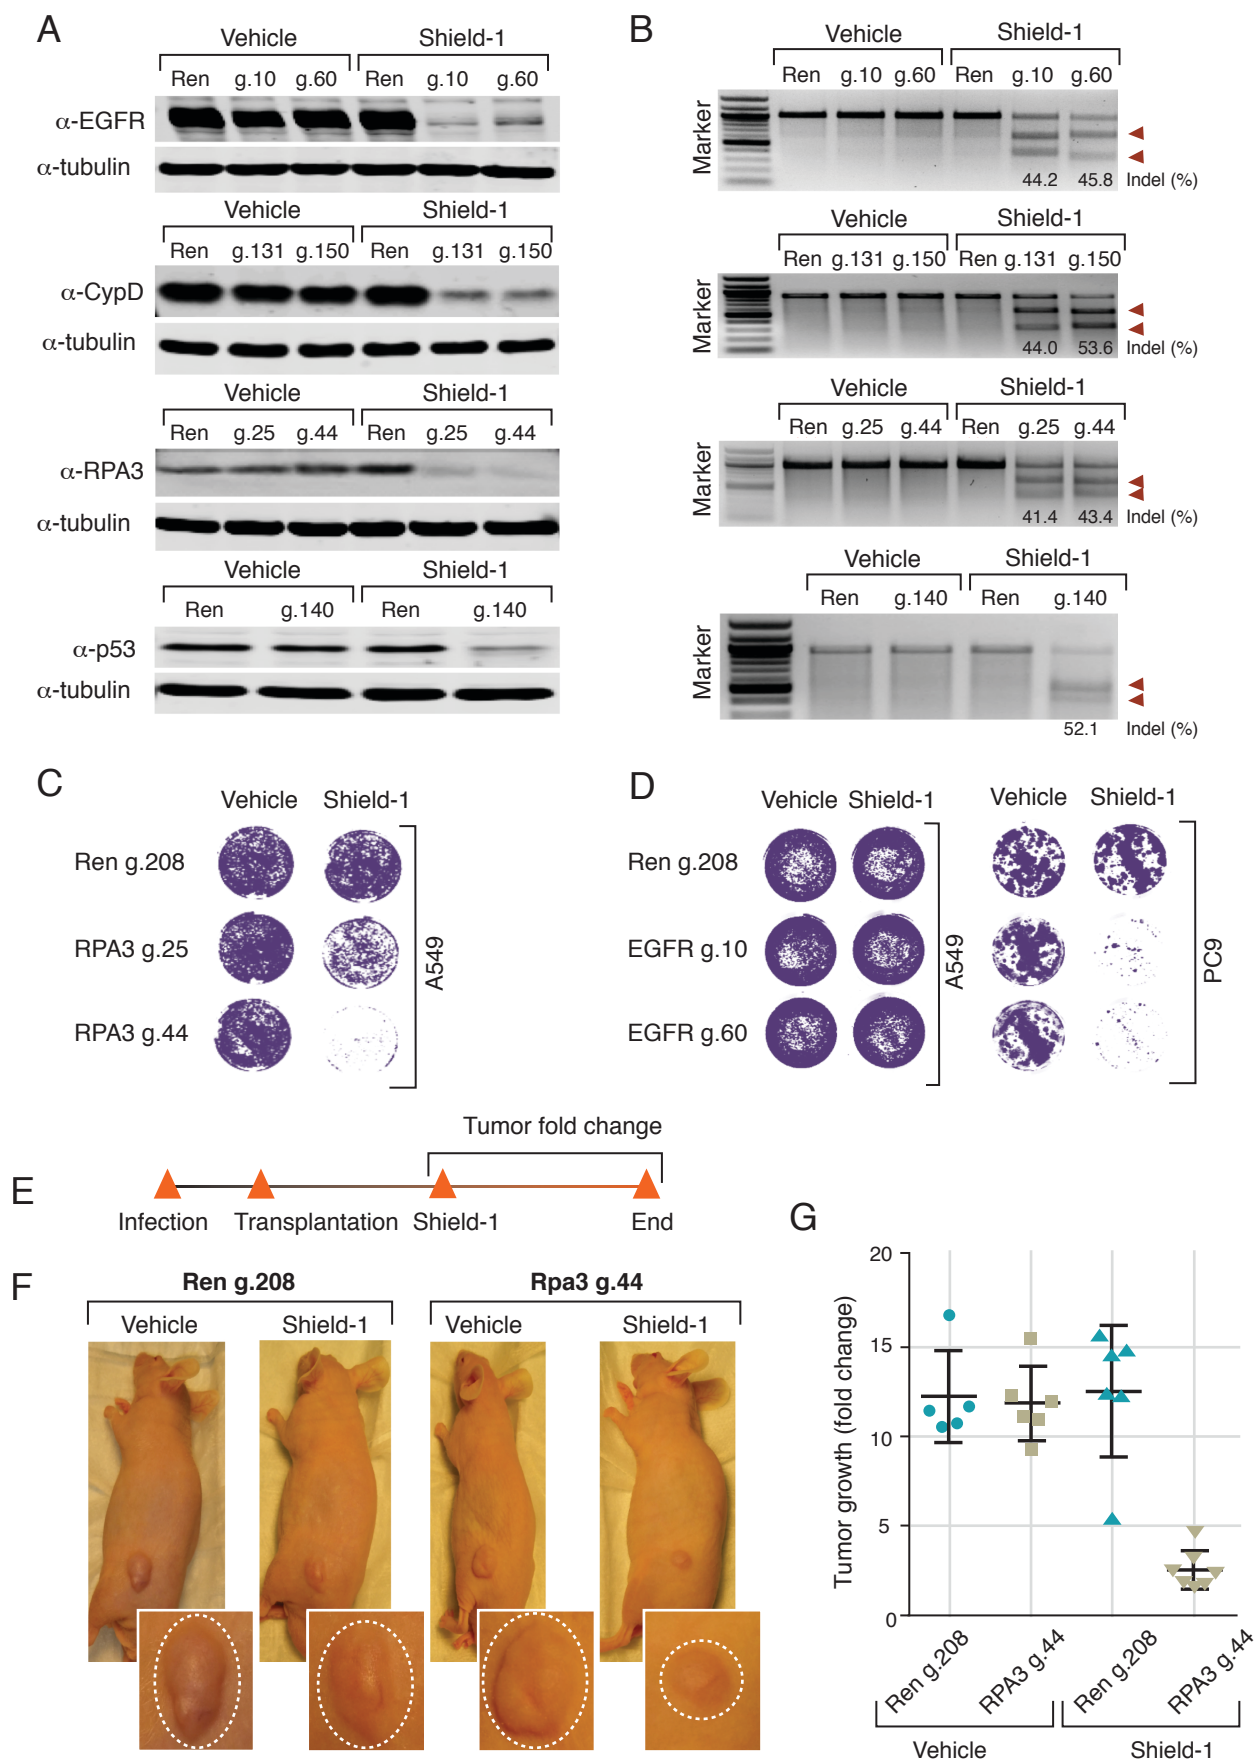 A
Vehicle Shield-1
Ren g.10 g.60 Ren g.10 g.60
α-EGFR
α-tubulin
Vehicle Shield-1
Ren g.131 g.150 Ren g.131 g.150
α-CypD
α-tubulin
Vehicle Shield-1
Ren g.25 g.44 Ren g.25 g.44
α-RPA3
α-tubulin
Vehicle Shield-1
Ren g.140 Ren g.140
α-p53
α-tubulin
B
Vehicle Shield-1
Ren g.10 g.60 Ren g.10 g.60
Marker
44.2 45.8 Indel (%)
Vehicle Shield-1
Ren g.131 g.150 Ren g.131 g.150
Marker
44.0 53.6 Indel (%)
Vehicle Shield-1
Ren g.25 g.44 Ren g.25 g.44
Marker
41.4 43.4 Indel (%)
Vehicle Shield-1
Ren g.140 Ren g.140
Marker
52.1 Indel (%)
C
Vehicle Shield-1
Ren g.208
RPA3 g.25
RPA3 g.44
A549
D
Vehicle Shield-1 Vehicle Shield-1
Ren g.208
EGFR g.10
EGFR g.60
A549
PC9
E
Tumor fold change
Infection Transplantation Shield-1 End
F
Ren g.208 Rpa3 g.44
Vehicle Shield-1 Vehicle Shield-1
G
Tumor growth (fold change)
20
15
10
5
0
Ren g.208 RPA3 g.44 Ren g.208 RPA3 g.44
Vehicle Shield-1